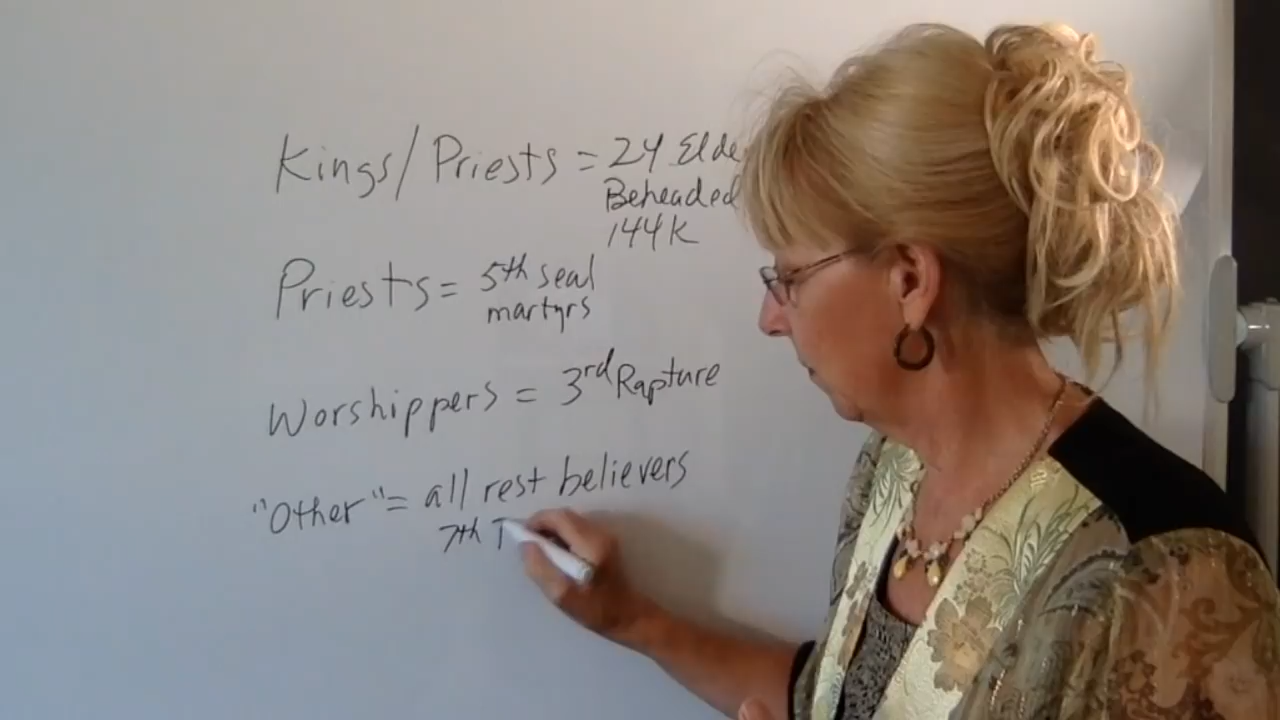 Kings/Priests = 24 Elde
Beheaded
144K
Priests = 5th seal
martyrs
Worshippers = 3rd Rapture
"Other" = all rest believers
7th T